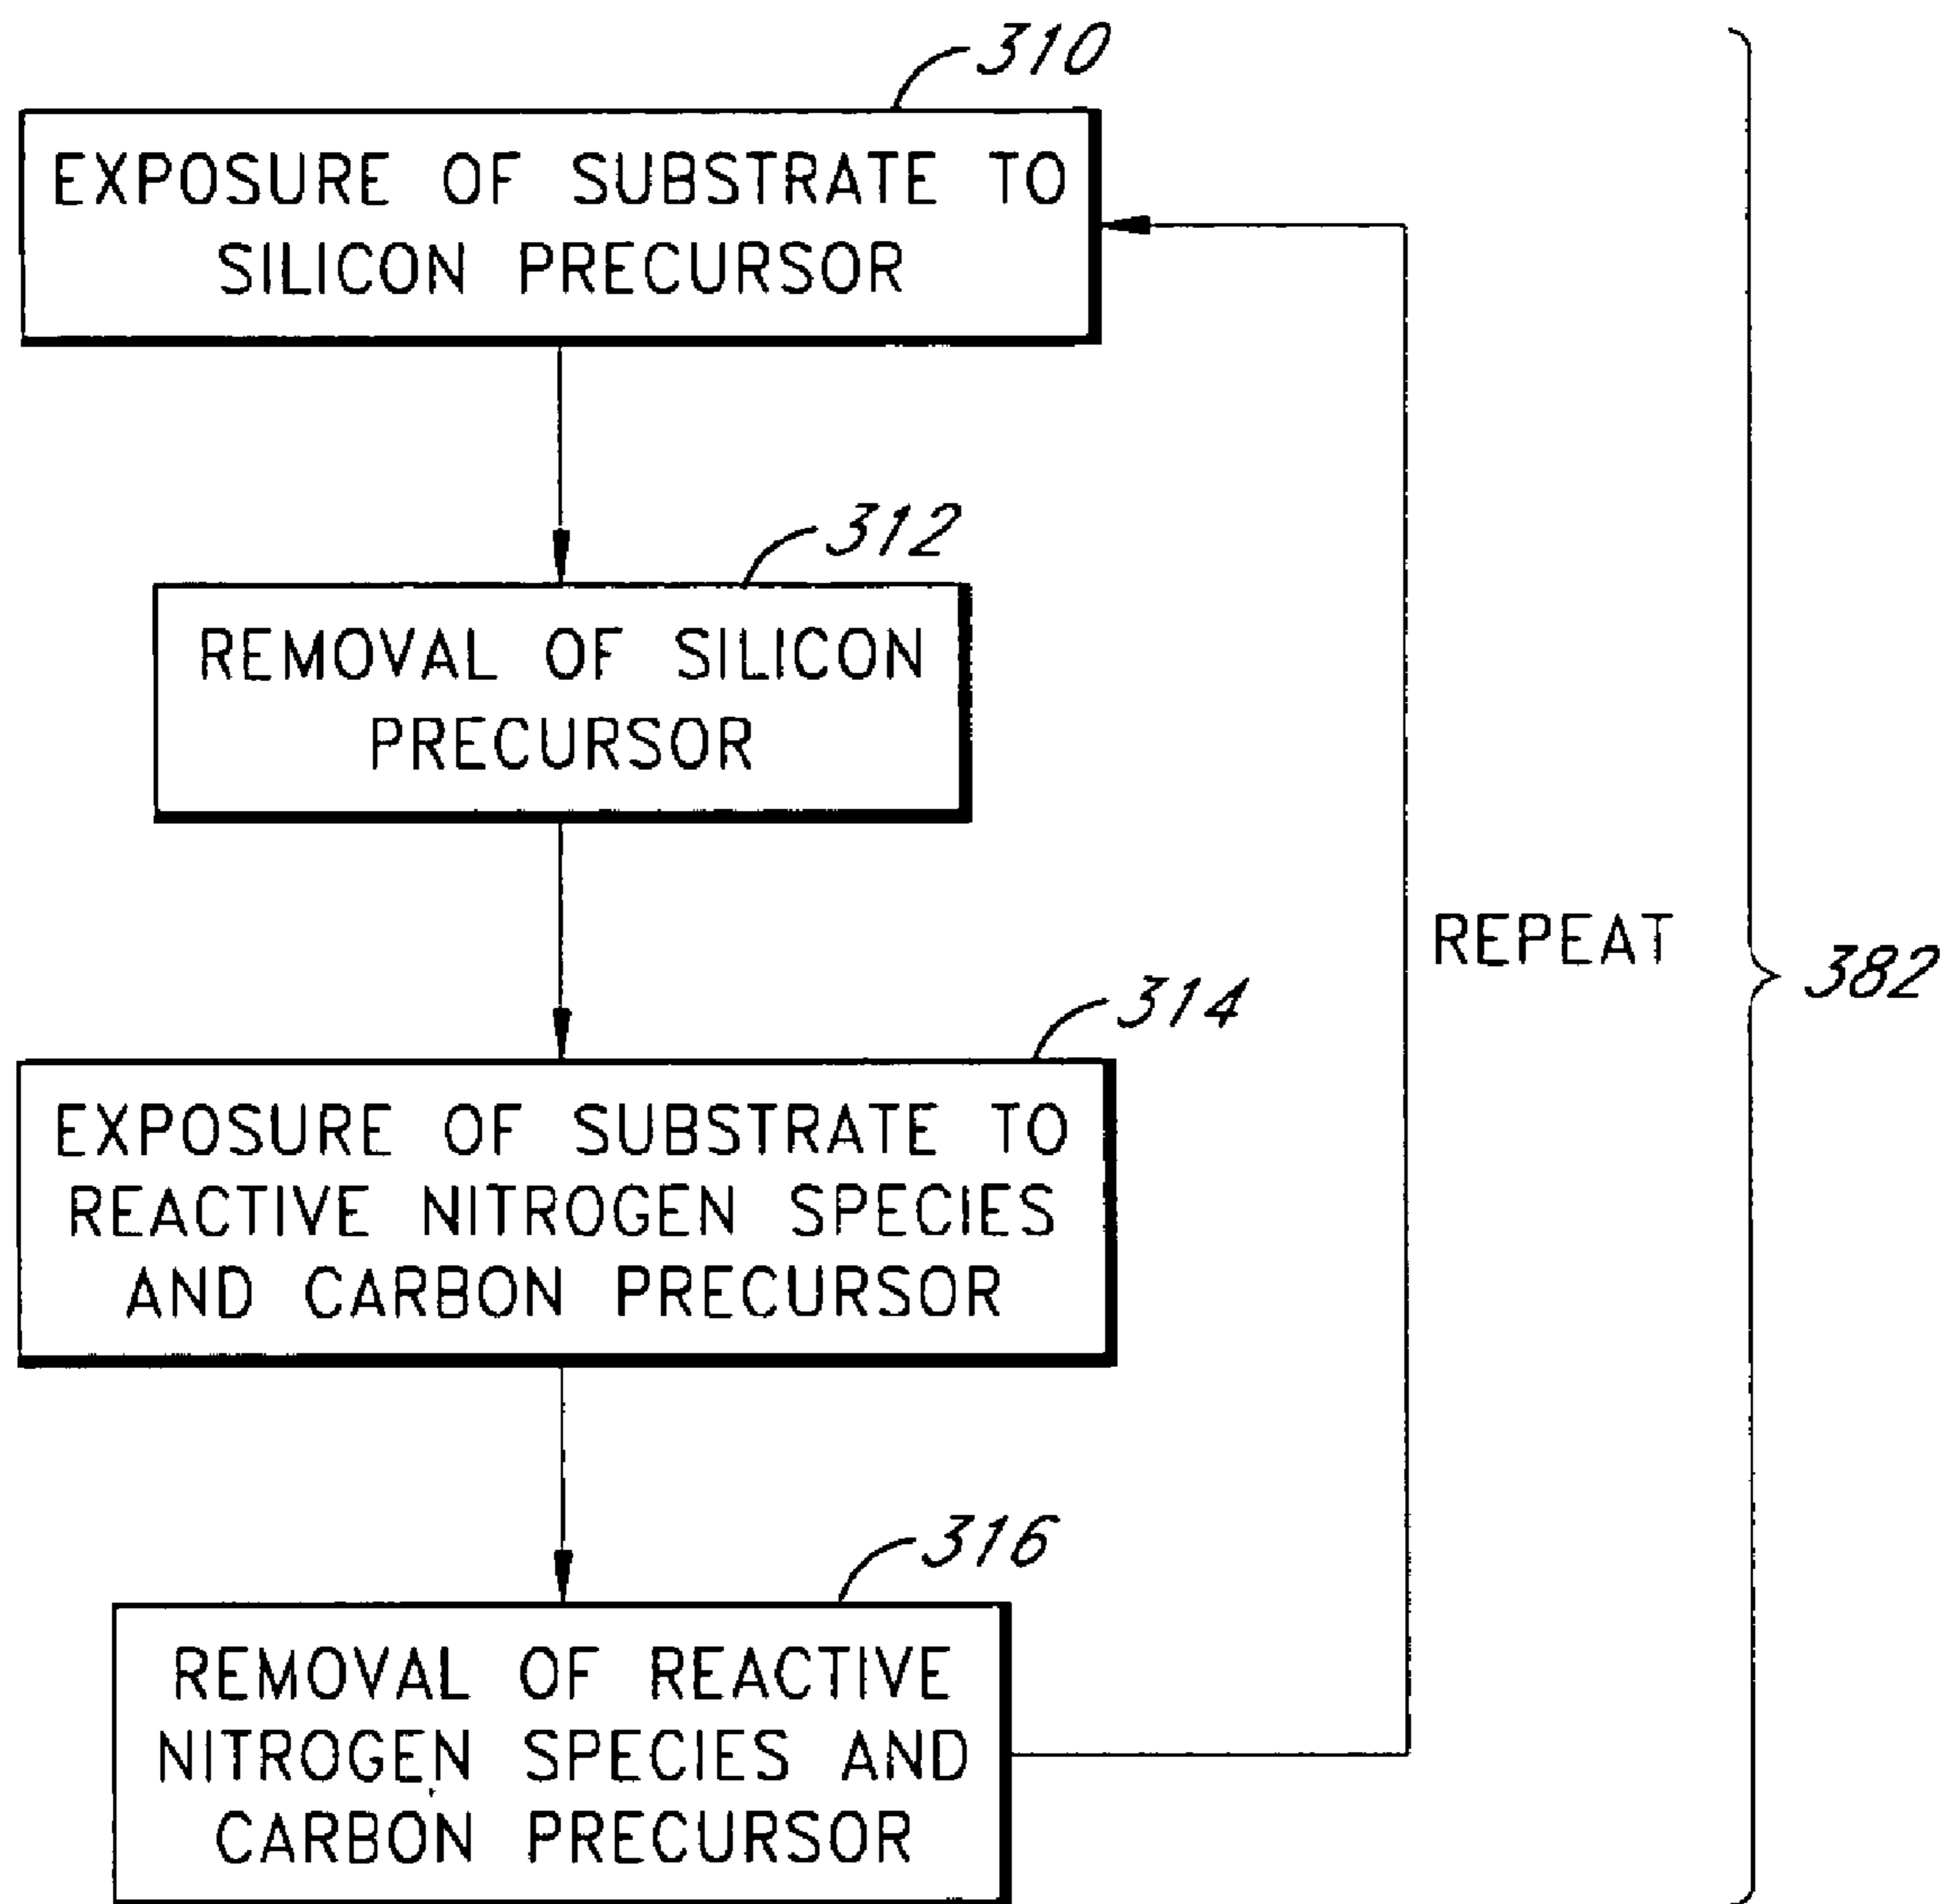 310
EXPOSURE OF SUBSTRATE TO
SILICON PRECURSOR
312
REMOVAL OF SILICON
PRECURSOR
REPEAT
382
314
EXPOSURE OF SUBSTRATE TO
REACTIVE NITROGEN SPECIES
AND CARBON PRECURSOR
316
REMOVAL OF REACTIVE
NITROGEN SPECIES AND
CARBON PRECURSOR